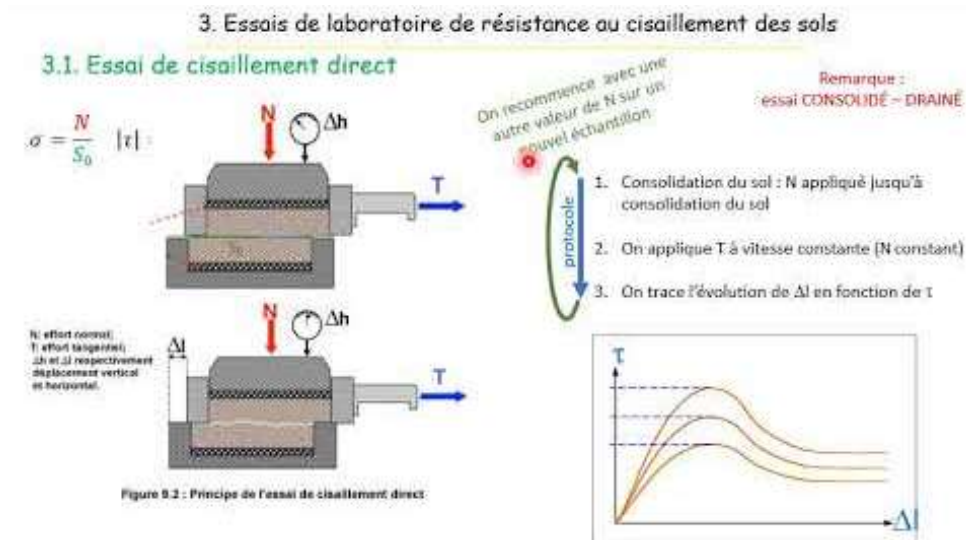 3. Essais de laboratoire de résistance au cisaillement des sols
3.1. Essai de cisaillement direct
σ = N / S₀ |τ| :
N
Δh
T
On recommence avec une
autre valeur de N sur un
nouvel échantillon
Remarque :
essai CONSOLIDÉ – DRAINÉ
protocole
1. Consolidation du sol : N appliqué jusqu'à
consolidation du sol
2. On applique T à vitesse constante (N constant)
3. On trace l'évolution de Δl en fonction de τ
N: effort normal;
T: effort tangentiel;
Δh et Δl respectivement
déplacement vertical
et horizontal.
Δl
N
Δh
T
Figure 9.2 : Principe de l'essai de cisaillement direct
τ
Δl